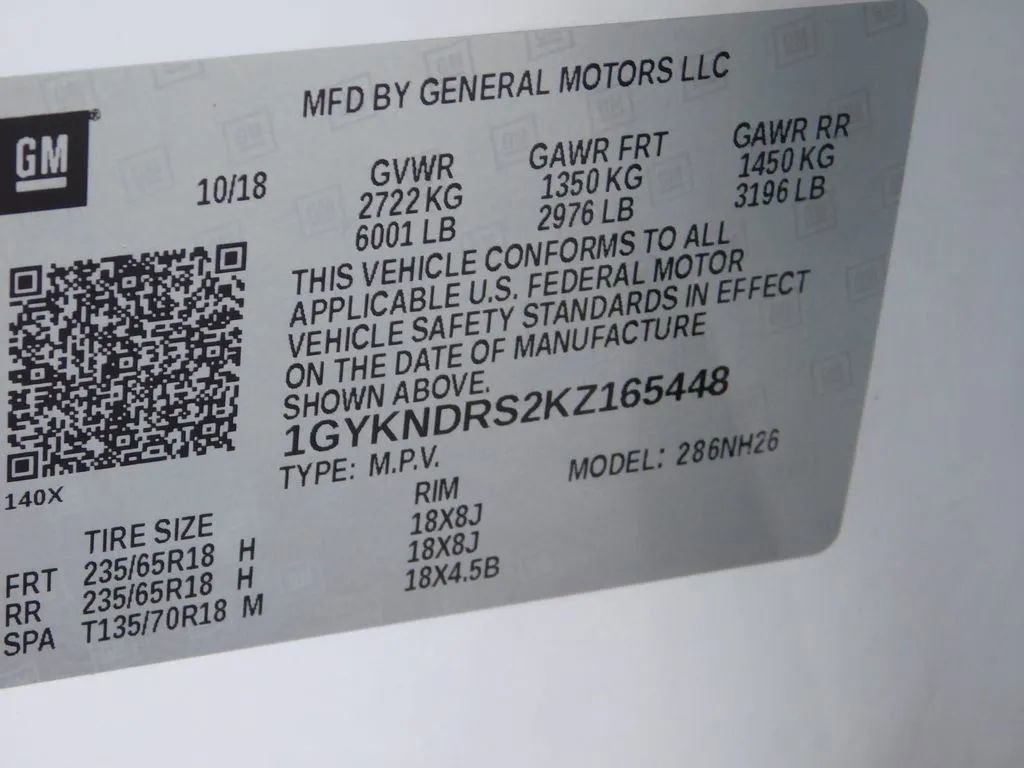 MFD BY GENERAL MOTORS LLC
GM
10/18
GVWR GAWR FRT GAWR RR
2722 KG 1350 KG 1450 KG
6001 LB 2976 LB 3196 LB
THIS VEHICLE CONFORMS TO ALL
APPLICABLE U.S. FEDERAL MOTOR
VEHICLE SAFETY STANDARDS IN EFFECT
ON THE DATE OF MANUFACTURE
SHOWN ABOVE.
1GYKNDRS2KZ165448
TYPE: M.P.V. MODEL: 286NH26
140X
TIRE SIZE RIM
FRT 235/65R18 H 18X8J
RR 235/65R18 H 18X8J
SPA T135/70R18 M 18X4.5B